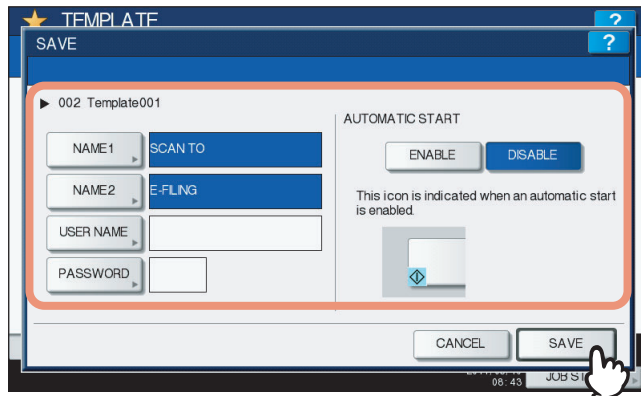 TEMPLATE
?
SAVE
?
002 Template001
NAME1
SCAN TO
NAME2
E-FILING
USER NAME
PASSWORD
AUTOMATIC START
ENABLE
DISABLE
This icon is indicated when an automatic start
is enabled.
CANCEL
SAVE
08:43
JOB